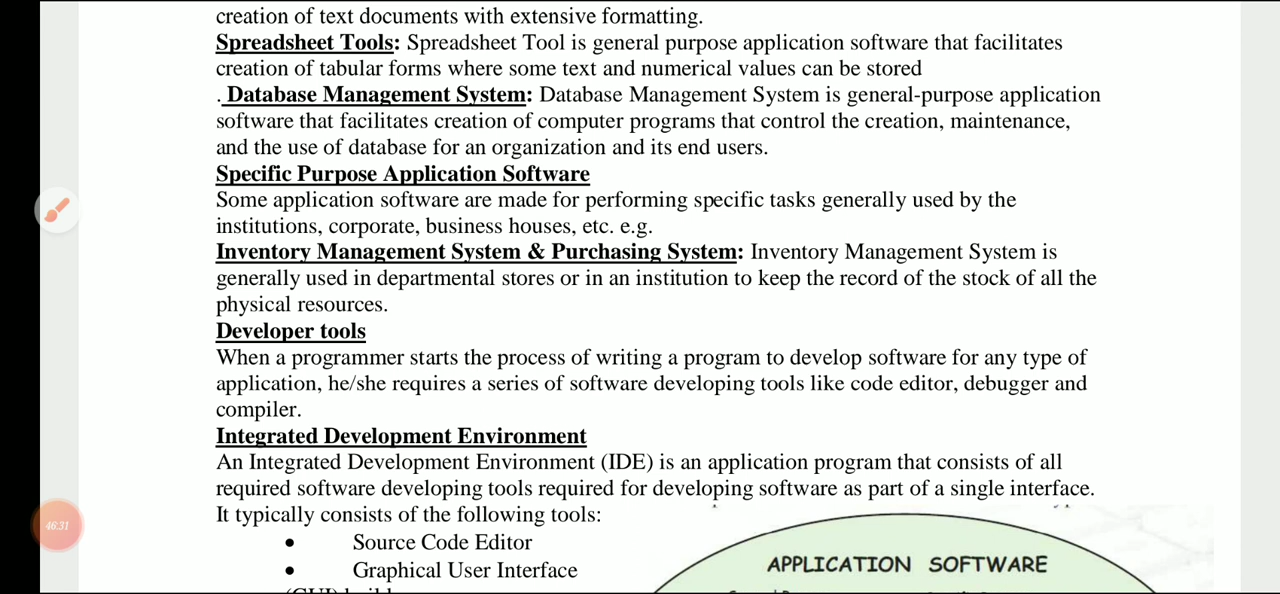 creation of text documents with extensive formatting.
Spreadsheet Tools: Spreadsheet Tool is general purpose application software that facilitates
creation of tabular forms where some text and numerical values can be stored
. Database Management System: Database Management System is general-purpose application
software that facilitates creation of computer programs that control the creation, maintenance,
and the use of database for an organization and its end users.
Specific Purpose Application Software
Some application software are made for performing specific tasks generally used by the
institutions, corporate, business houses, etc. e.g.
Inventory Management System & Purchasing System: Inventory Management System is
generally used in departmental stores or in an institution to keep the record of the stock of all the
physical resources.
Developer tools
When a programmer starts the process of writing a program to develop software for any type of
application, he/she requires a series of software developing tools like code editor, debugger and
compiler.
Integrated Development Environment
An Integrated Development Environment (IDE) is an application program that consists of all
required software developing tools required for developing software as part of a single interface.
46:31
It typically consists of the following tools:
• Source Code Editor
• Graphical User Interface
APPLICATION SOFTWARE